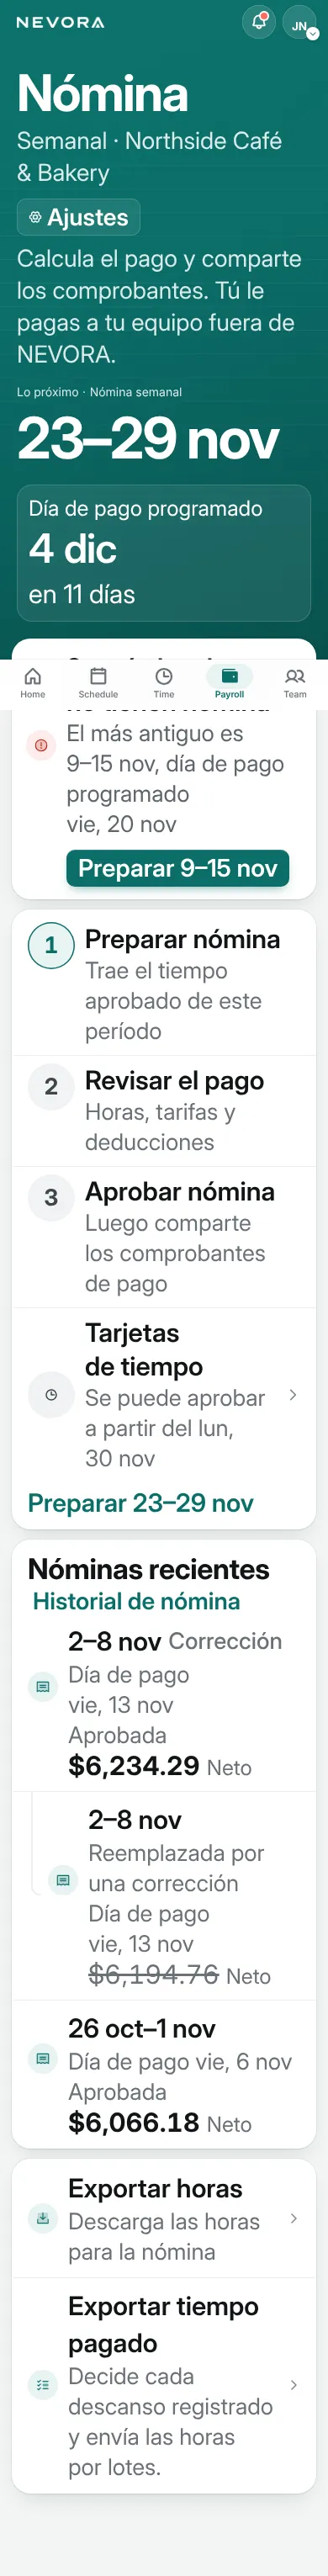 NEVORA
JN
Nómina
Semanal · Northside Café
& Bakery
Ajustes
Calcula el pago y comparte
los comprobantes. Tú le
pagas a tu equipo fuera de
NEVORA.
Lo próximo · Nómina semanal
23–29 nov
Día de pago programado
4 dic
en 11 días
Home
Schedule
Time
Payroll
Team
El más antiguo es
9–15 nov, día de pago
programado
vie, 20 nov
Preparar 9–15 nov
1
Preparar nómina
Trae el tiempo
aprobado de este
período
2
Revisar el pago
Horas, tarifas y
deducciones
3
Aprobar nómina
Luego comparte
los comprobantes
de pago
Tarjetas
de tiempo
Se puede aprobar
a partir del lun,
30 nov
Preparar 23–29 nov
Nóminas recientes
Historial de nómina
2–8 nov Corrección
Día de pago
vie, 13 nov
Aprobada
$6,234.29 Neto
2–8 nov
Reemplazada por
una corrección
Día de pago
vie, 13 nov
$6,194.76 Neto
26 oct–1 nov
Día de pago vie, 6 nov
Aprobada
$6,066.18 Neto
Exportar horas
Descarga las horas
para la nómina
Exportar tiempo
pagado
Decide cada
descanso registrado
y envía las horas
por lotes.